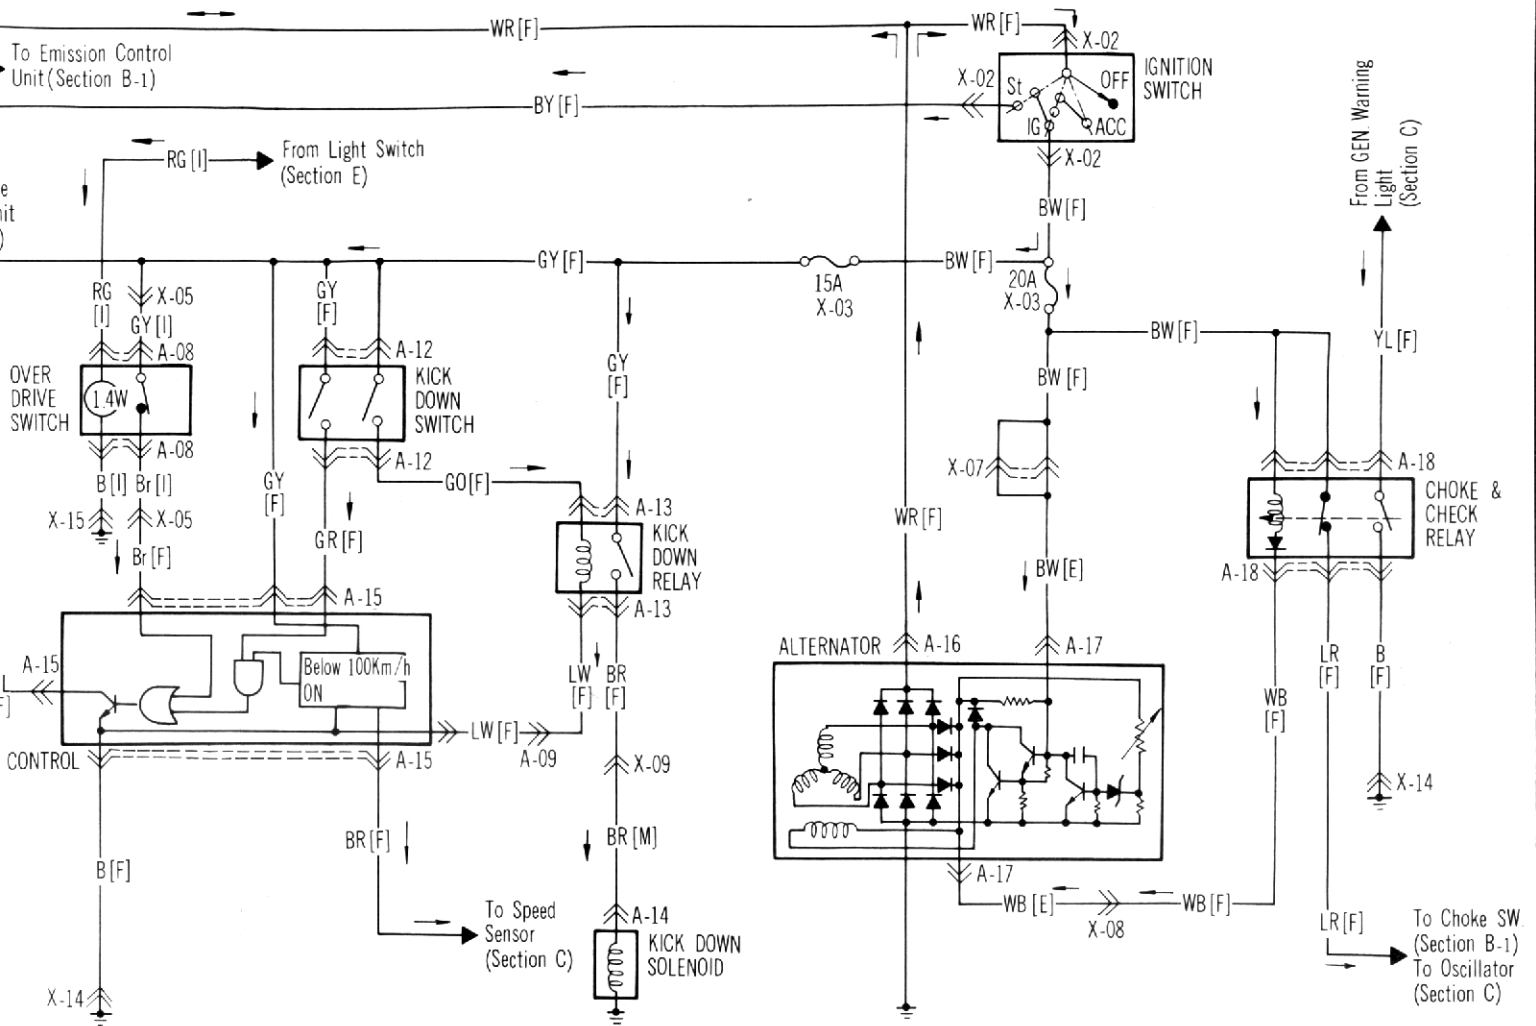 WR[F]
WR[F]
X-02
To Emission Control
Unit(Section B-1)
IGNITION
SWITCH
X-02
St
OFF
IG
ACC
BY[F]
X-02
From GEN. Warning
Light
(Section C)
RG[I]
From Light Switch
(Section E)
BW[F]
GY[F]
BW[F]
15A
X-03
20A
X-03
RG
[I]
X-05
GY[I]
GY
[F]
A-08
A-12
BW[F]
YL[F]
OVER
DRIVE
SWITCH
1.4W
KICK
DOWN
SWITCH
GY
[F]
BW[F]
A-08
A-12
X-07
A-18
B[I]
Br[I]
GY
[F]
GO[F]
CHOKE &
CHECK
RELAY
X-15
X-05
A-13
WR[F]
KICK
DOWN
RELAY
Br[F]
GR[F]
BW[E]
A-18
A-15
A-13
ALTERNATOR
A-16
A-17
A-15
Below 100Km/h
ON
LW
[F]
BR
[F]
LR
[F]
B
[F]
WB
[F]
LW[F]
A-09
CONTROL
A-15
X-09
X-14
BR[F]
BR[M]
B[F]
A-17
WB[E]
WB[F]
X-08
To Speed
Sensor
(Section C)
A-14
KICK DOWN
SOLENOID
LR[F]
To Choke SW
(Section B-1)
To Oscillator
(Section C)
X-14